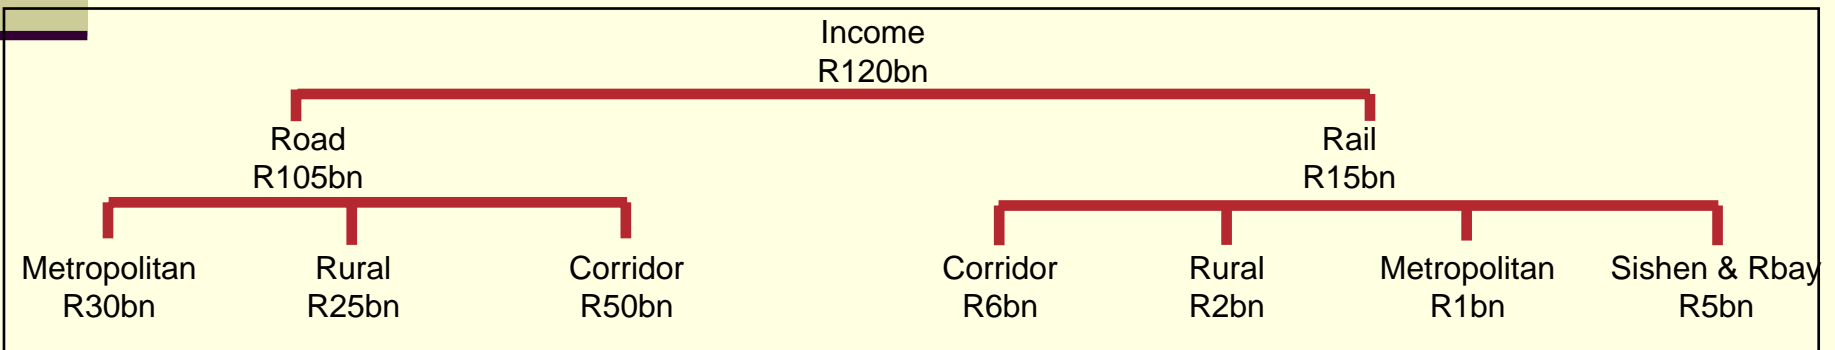 Income
R120bn
Road
R105bn
Rail
R15bn
Metropolitan
R30bn
Rural
R25bn
Corridor
R50bn
Corridor
R6bn
Rural
R2bn
Metropolitan
R1bn
Sishen & Rbay
R5bn